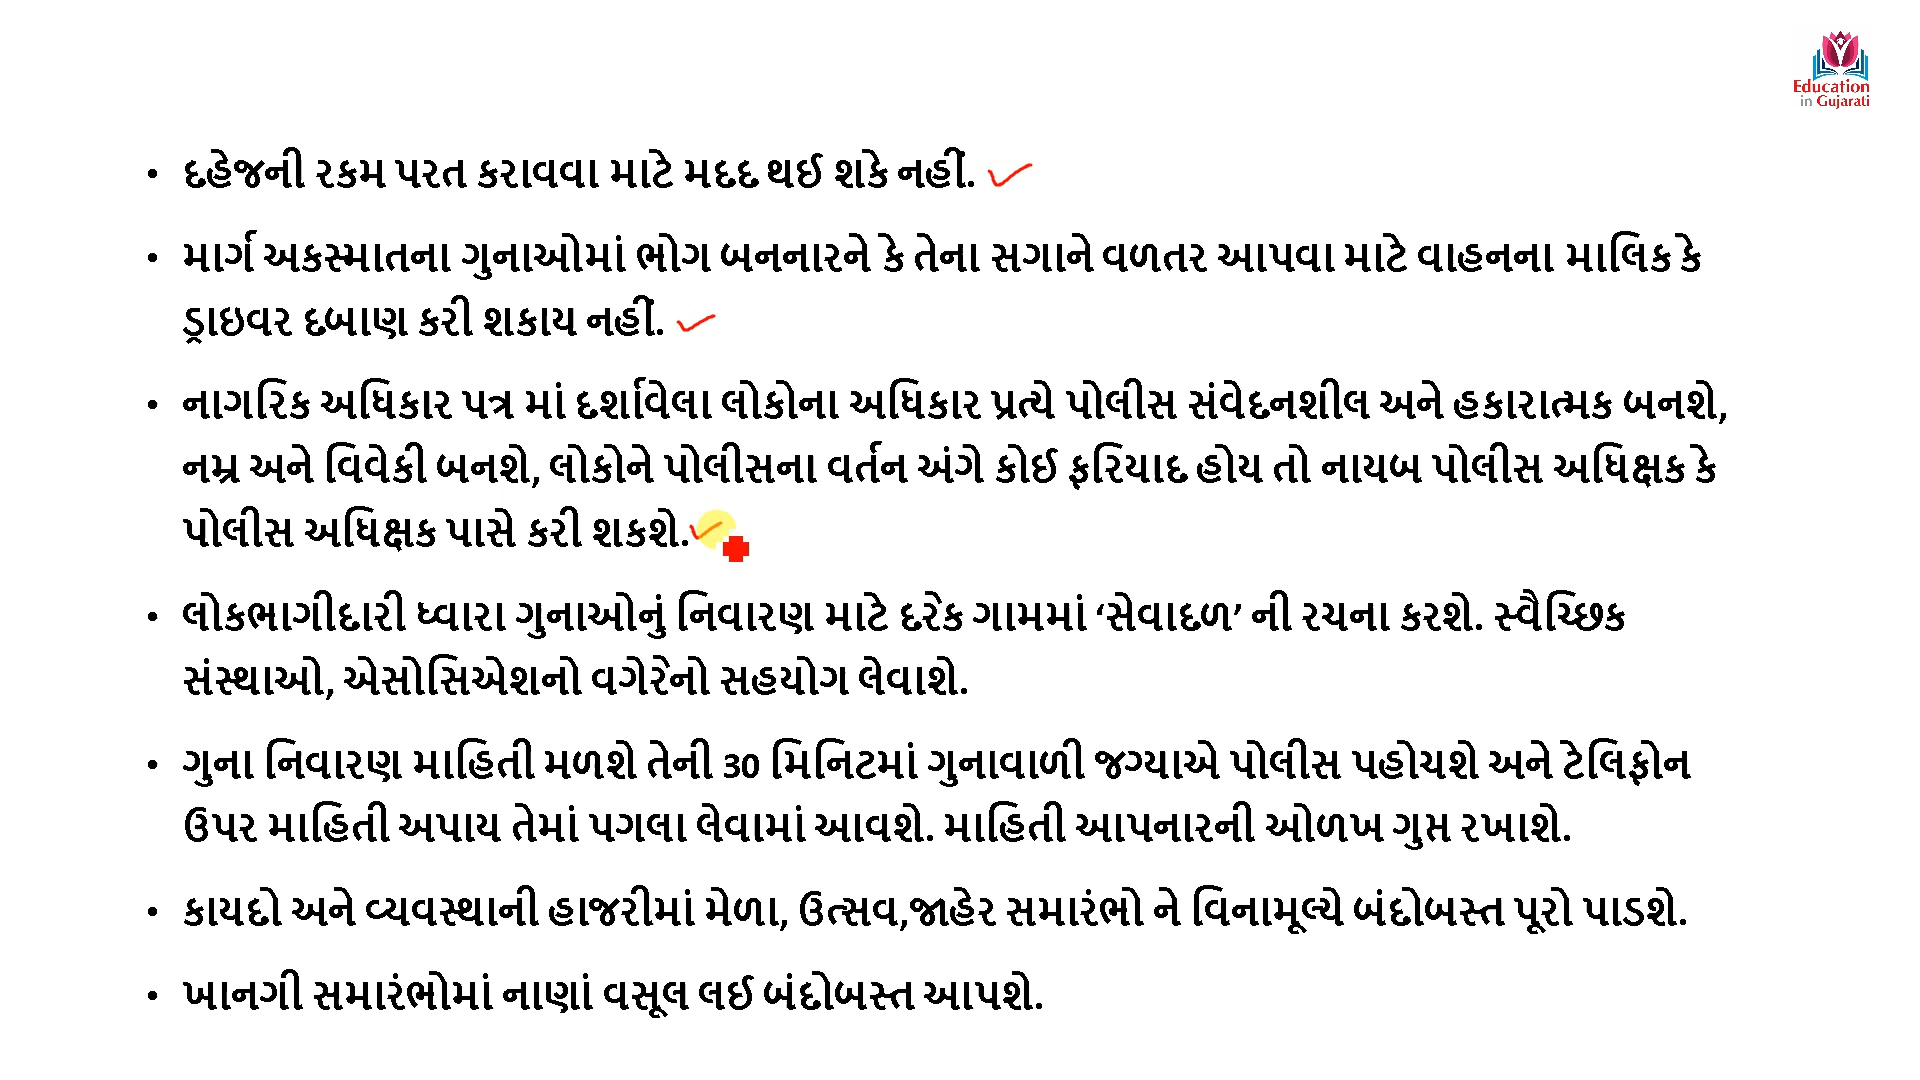 Education
in Gujarati
• દહેજની રકમ પરત કરાવવા માટે મદદ થઈ શકે નહીં.
• માર્ગ અકસ્માતના ગુનાઓમાં ભોગ બનનારને કે તેના સગાને વળતર આપવા માટે વાહનના માલિક કે
ડ્રાઇવર દબાણ કરી શકાય નહીં.
• નાગરિક અધિકાર પત્ર માં દર્શાવેલા લોકોના અધિકાર પ્રત્યે પોલીસ સંવેદનશીલ અને હકારાત્મક બનશે,
નમ્ર અને વિવેકી બનશે, લોકોને પોલીસના વર્તન અંગે કોઈ ફરિયાદ હોય તો નાયબ પોલીસ અધિક્ષક કે
પોલીસ અધિક્ષક પાસે કરી શકશે.
• લોકભાગીદારી ધ્વારા ગુનાઓનું નિવારણ માટે દરેક ગામમાં ‘સેવાદળ’ ની રચના કરશે. સ્વૈચ્છિક
સંસ્થાઓ, એસોસિએશનો વગેરેનો સહયોગ લેવાશે.
• ગુના નિવારણ માહિતી મળશે તેની 30 મિનિટમાં ગુનાવાળી જગ્યાએ પોલીસ પહોચશે અને ટેલિફોન
ઉપર માહિતી અપાય તેમાં પગલા લેવામાં આવશે. માહિતી આપનારની ઓળખ ગુપ્ત રખાશે.
• કાયદો અને વ્યવસ્થાની હાજરીમાં મેળા, ઉત્સવ,જાહેર સમારંભો ને વિનામૂલ્યે બંદોબસ્ત પૂરો પાડશે.
• ખાનગી સમારંભોમાં નાણાં વસૂલ લઈ બંદોબસ્ત આપશે.